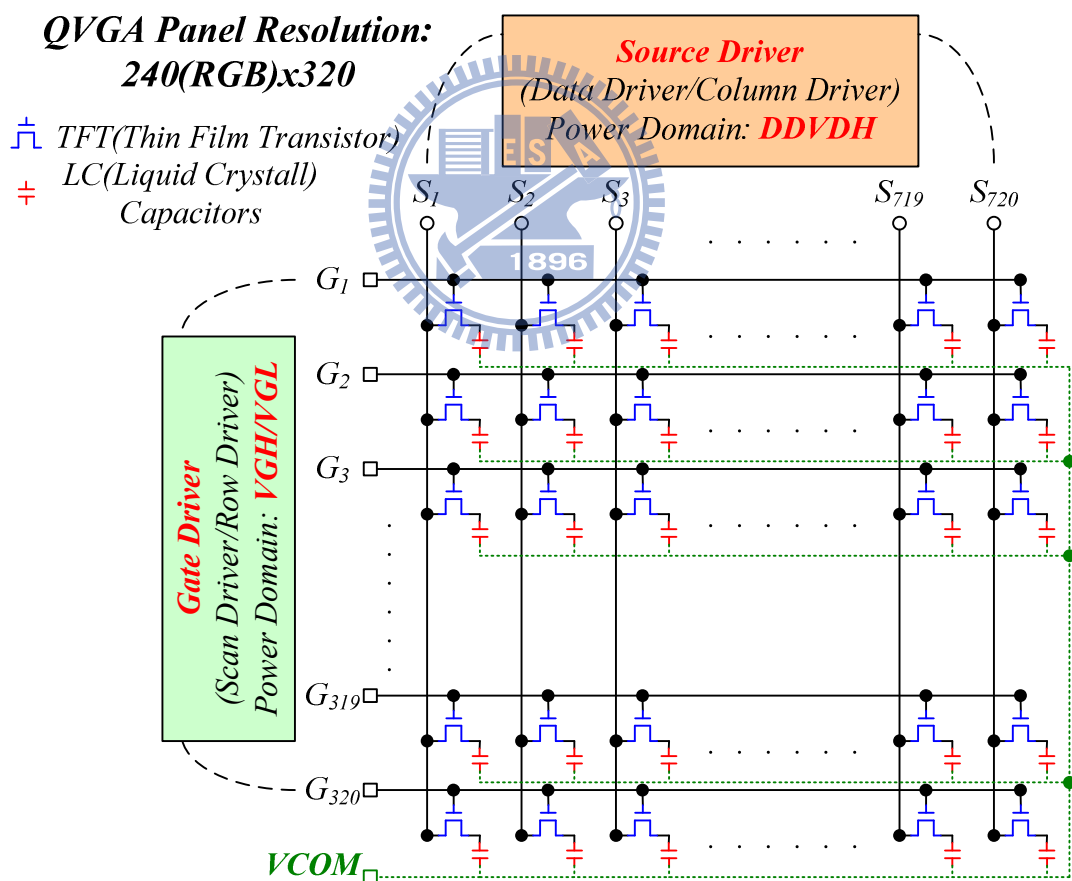 QVGA Panel Resolution:
240(RGB)x320
TFT(Thin Film Transistor)
LC(Liquid Crystall)
Capacitors
Source Driver
(Data Driver/Column Driver)
Power Domain: DDVDH
ESA
1896
S1 S2 S3 S719 S720
G1
G2
G3
G319
G320
Gate Driver
(Scan Driver/Row Driver)
Power Domain: VGH/VGL
VCOM